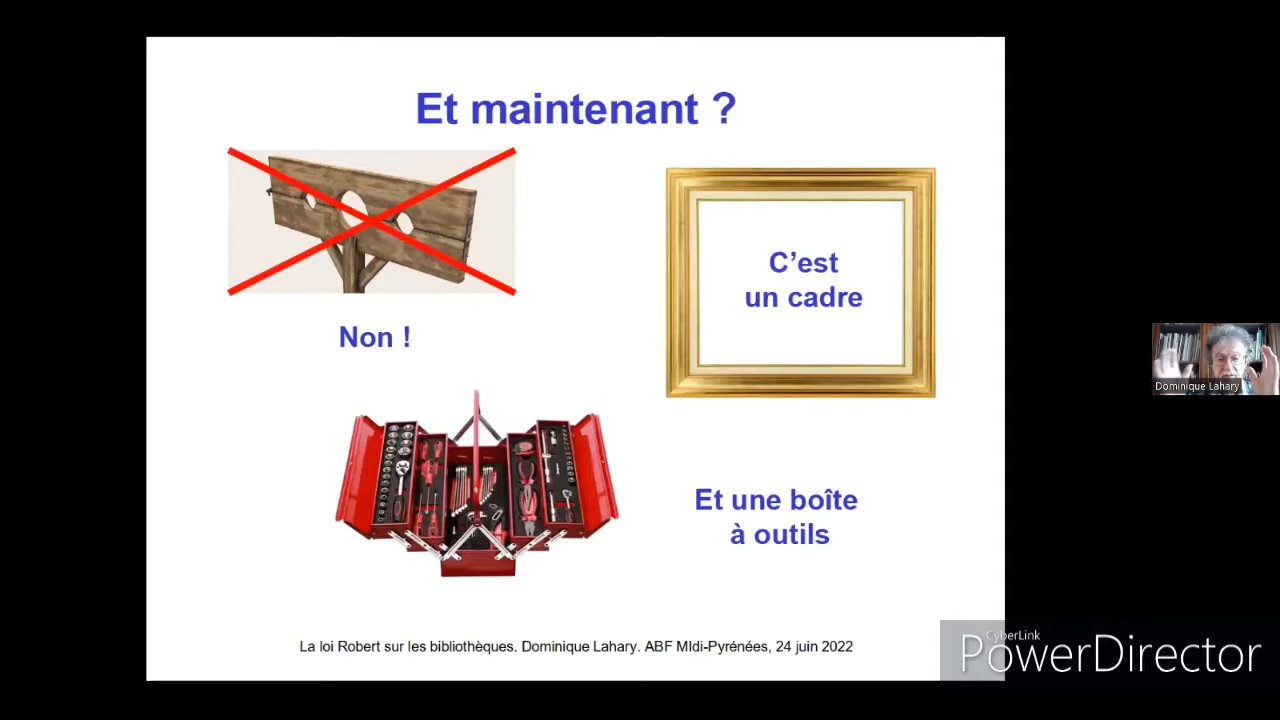 Et maintenant ?
C’est
un cadre
Non !
Et une boîte
à outils
La loi Robert sur les bibliothèques. Dominique Lahary. ABF MIdi-Pyrénées, 24 juin 2022
Dominique Lahary
CyberLink
PowerDirector